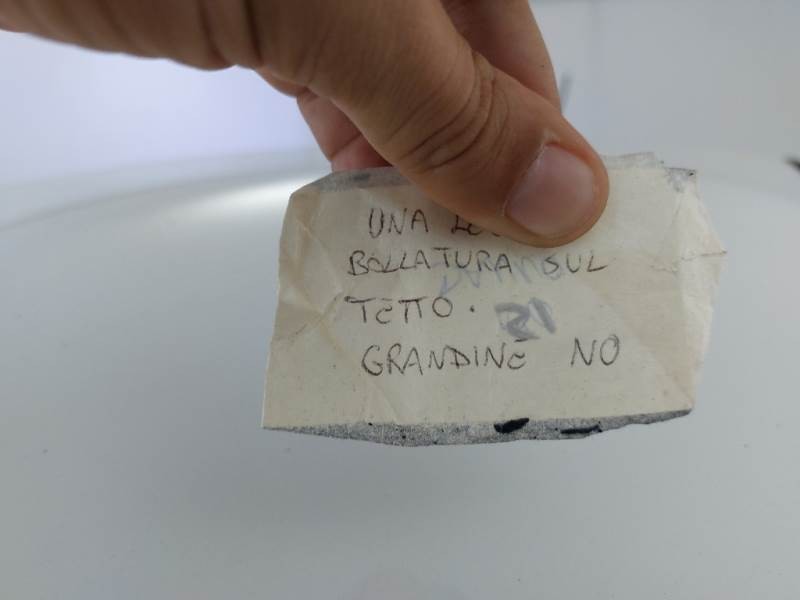 UNA
BOLLATURA SUL
TETTO.
GRANDINE NO